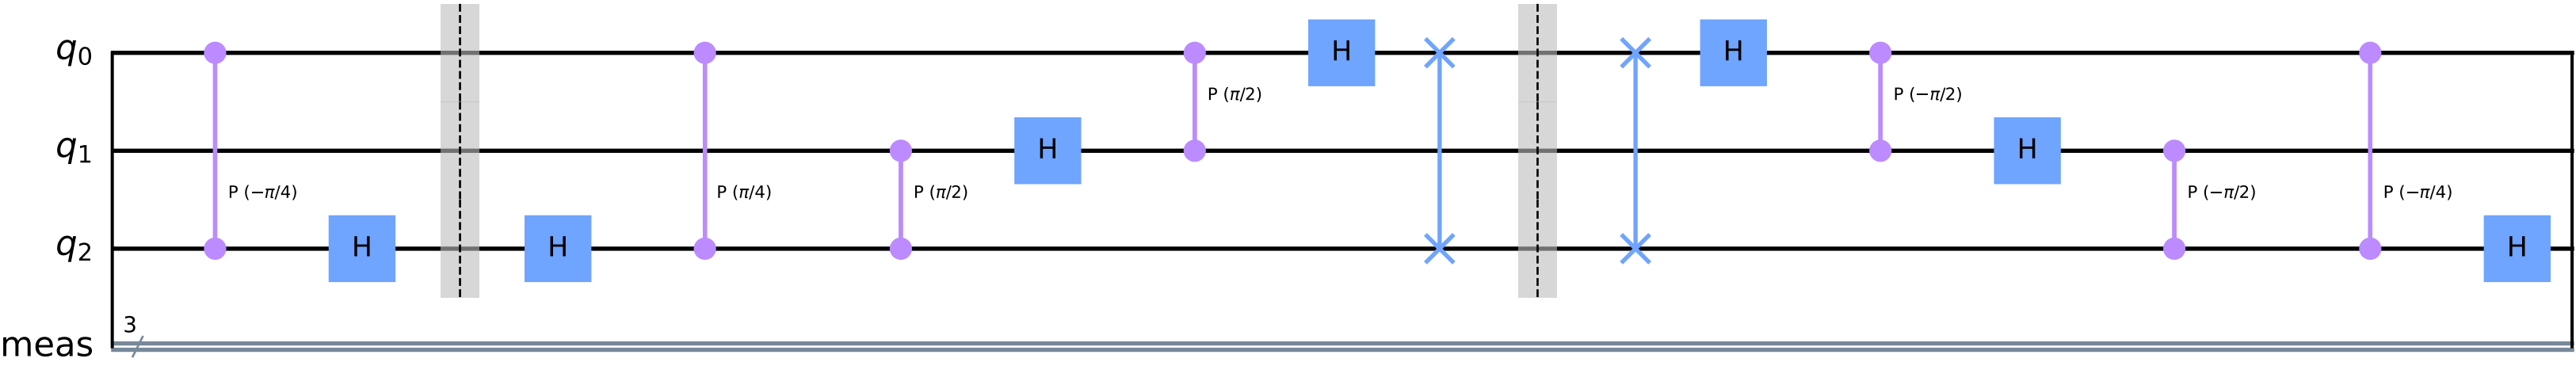 q0 H H
P (π/2) P (−π/2)
q1 H H
P (−π/4) P (π/4) P (π/2) P (−π/2) P (−π/4)
q2 H H H
3
meas